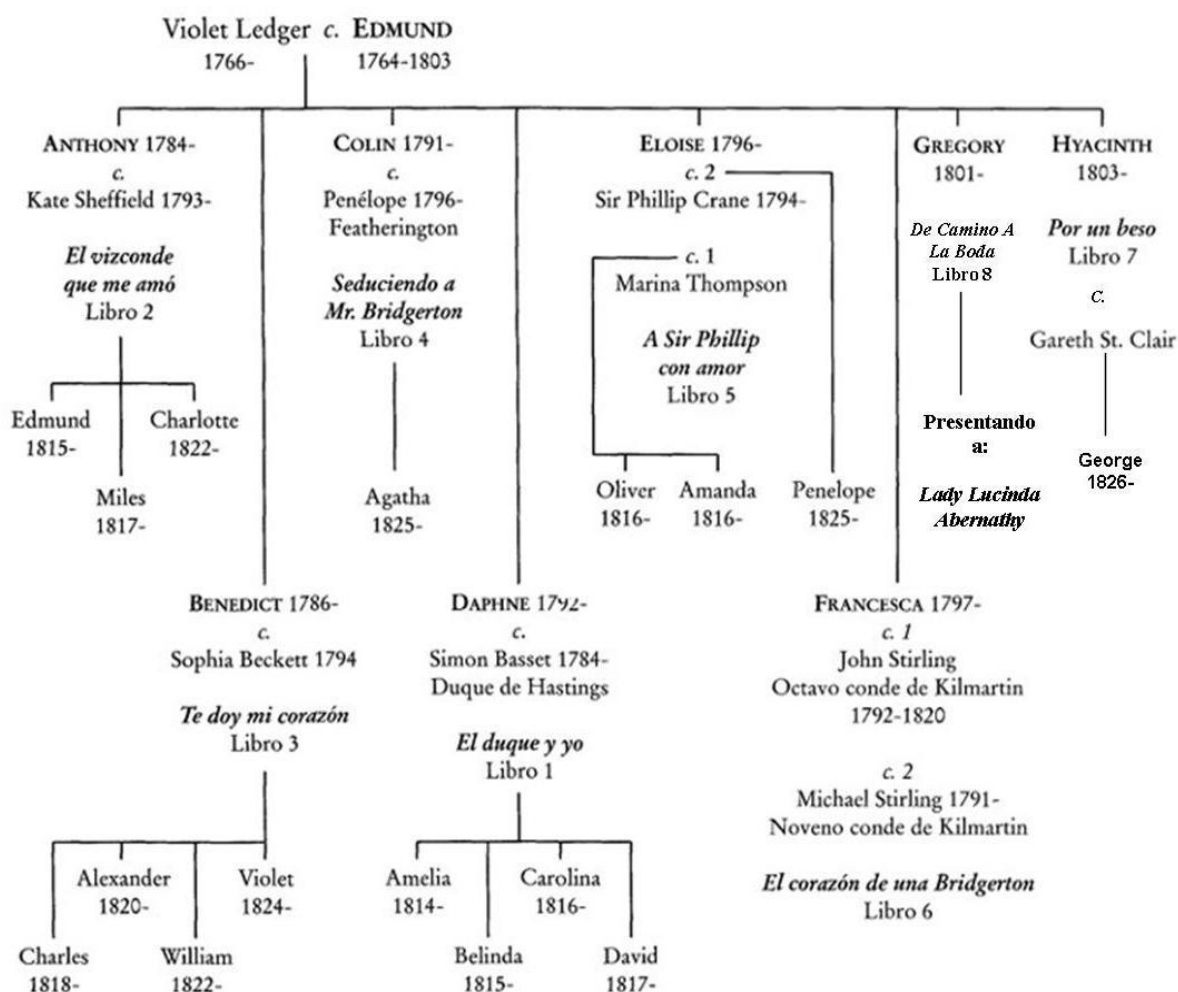 Violet Ledger c. EDMUND
1766- 1764-1803
ANTHONY 1784-
c.
Kate Sheffield 1793-
El vizconde
que me amó
Libro 2
Edmund
1815-
Charlotte
1822-
Miles
1817-
COLIN 1791-
c.
Penélope 1796-
Featherington
Seduciendo a
Mr. Bridgerton
Libro 4
Agatha
1825-
ELOISE 1796-
c. 2
Sir Phillip Crane 1794-
c. 1
Marina Thompson
A Sir Phillip
con amor
Libro 5
Oliver
1816-
Amanda
1816-
Penelope
1825-
GREGORY
1801-
De Camino A
La Boda
Libro 8
Presentando
a:
Lady Lucinda
Abernathy
HYACINTH
1803-
Por un beso
Libro 7
C.
Gareth St. Clair
George
1826-
BENEDICT 1786-
c.
Sophia Beckett 1794
Te doy mi corazón
Libro 3
Alexander
1820-
Violet
1824-
Charles
1818-
William
1822-
DAPHNE 1792-
c.
Simon Basset 1784-
Duque de Hastings
El duque y yo
Libro 1
Amelia
1814-
Carolina
1816-
Belinda
1815-
David
1817-
FRANCESCA 1797-
c. 1
John Stirling
Octavo conde de Kilmartin
1792-1820
c. 2
Michael Stirling 1791-
Noveno conde de Kilmartin
El corazón de una Bridgerton
Libro 6